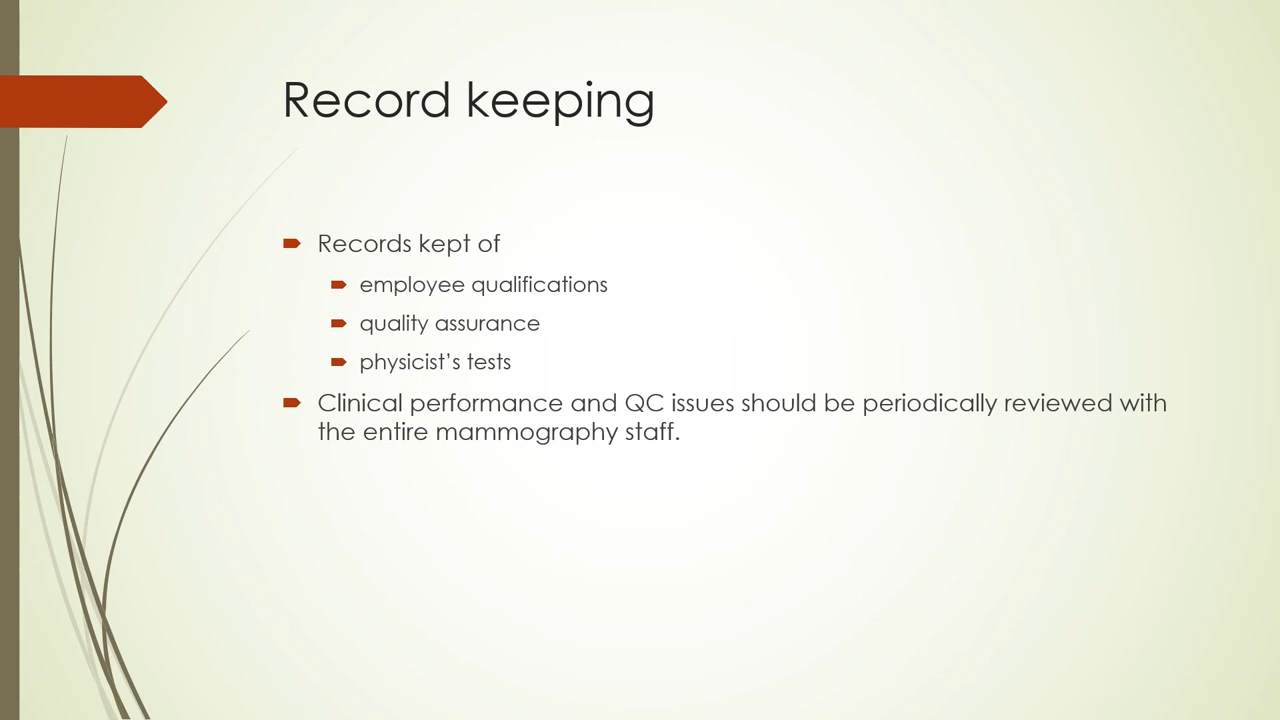 Record keeping
Records kept of
employee qualifications
quality assurance
physicist’s tests
Clinical performance and QC issues should be periodically reviewed with
the entire mammography staff.